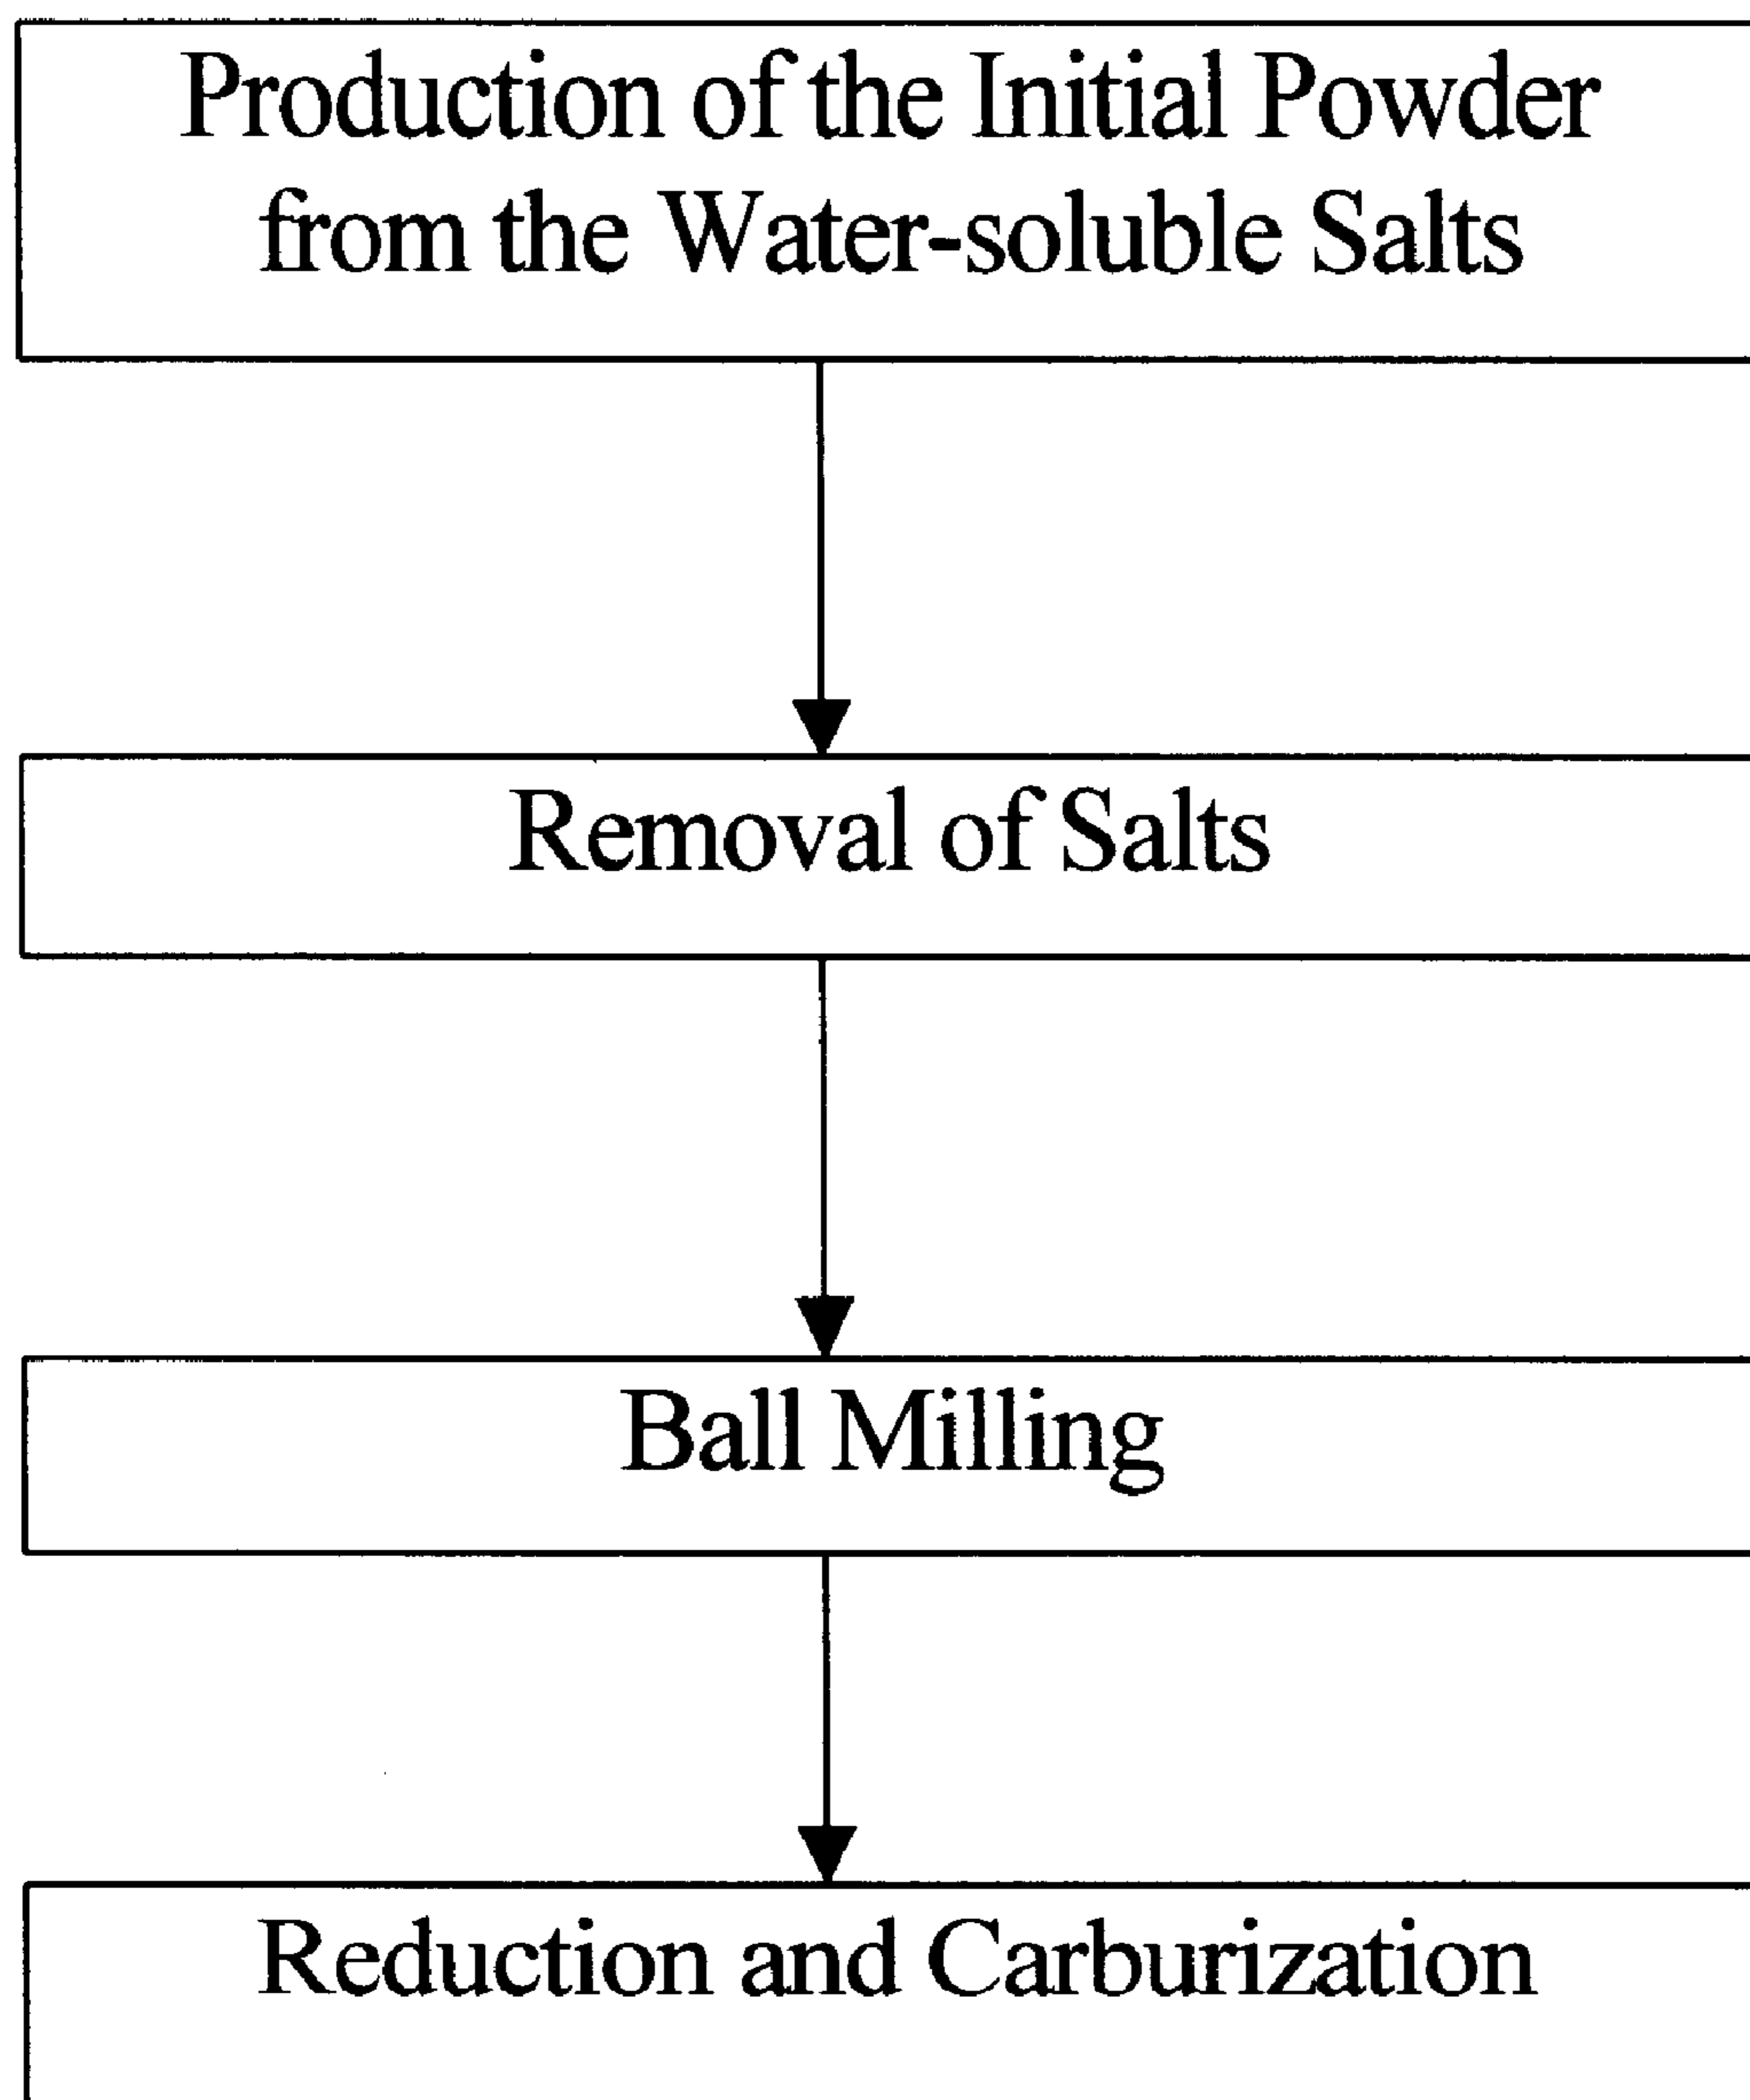 Production of the Initial Powder
from the Water-soluble Salts
Removal of Salts
Ball Milling
Reduction and Carburization